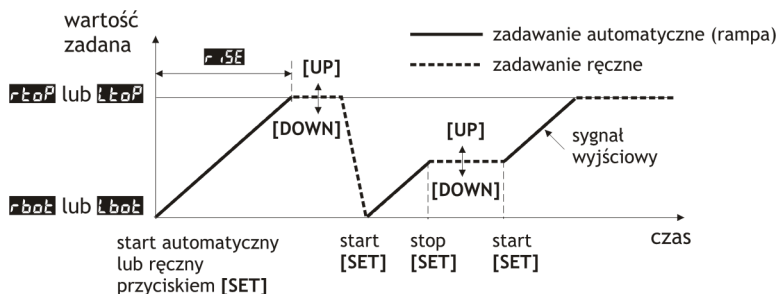 wartość
zadana
zadawanie automatyczne (rampa)
zadawanie ręczne
riSE
[UP]
rtoP lub LtoP
[DOWN]
[UP]
sygnał
wyjściowy
[DOWN]
rbot lub Lbot
czas
start automatyczny
lub ręczny
przyciskiem [SET]
start
[SET]
stop
[SET]
start
[SET]